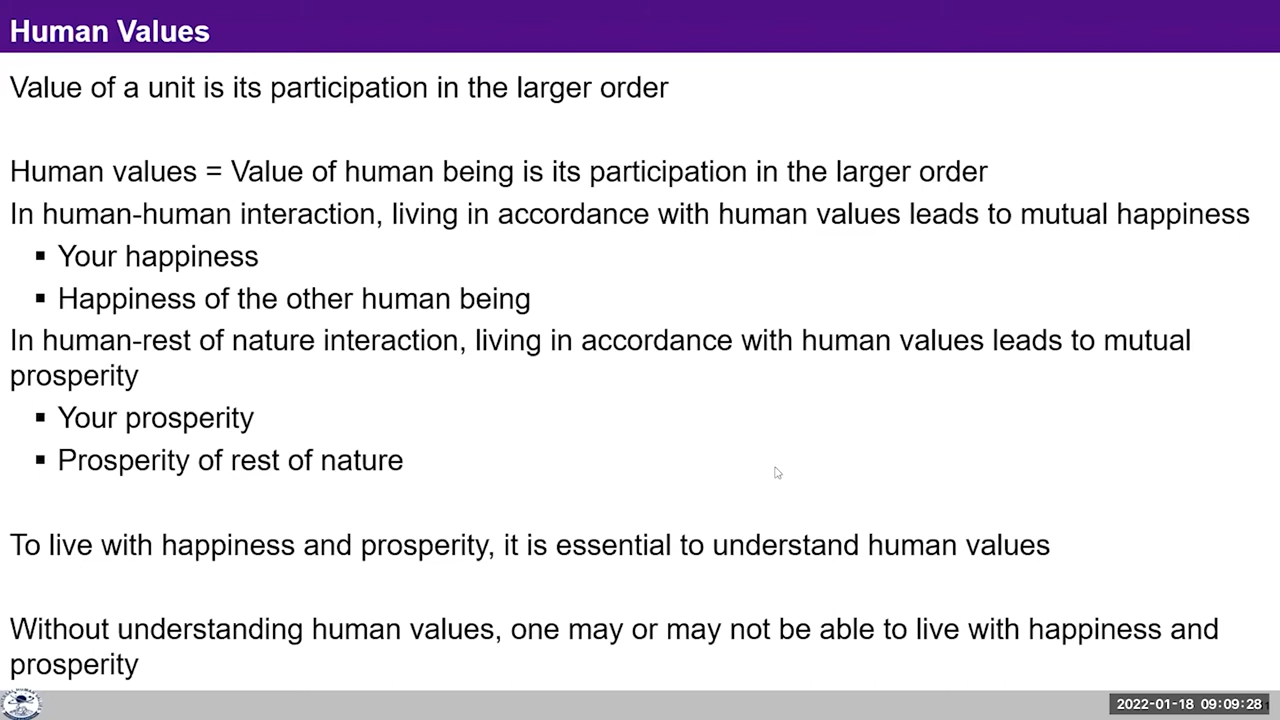 Human Values
Value of a unit is its participation in the larger order
Human values = Value of human being is its participation in the larger order
In human-human interaction, living in accordance with human values leads to mutual happiness
▪ Your happiness
▪ Happiness of the other human being
In human-rest of nature interaction, living in accordance with human values leads to mutual
prosperity
▪ Your prosperity
▪ Prosperity of rest of nature
To live with happiness and prosperity, it is essential to understand human values
Without understanding human values, one may or may not be able to live with happiness and
prosperity
2022-01-18 09:09:28